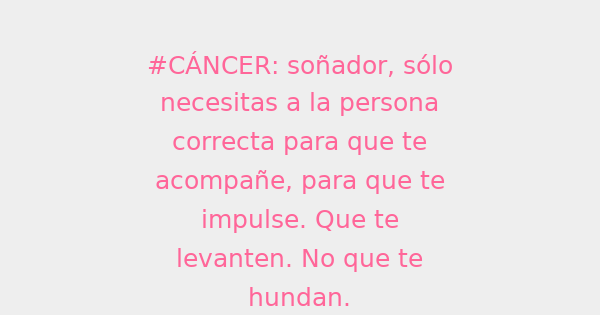 #CÁNCER: soñador, sólo
necesitas a la persona
correcta para que te
acompañe, para que te
impulse. Que te
levanten. No que te
hundan.